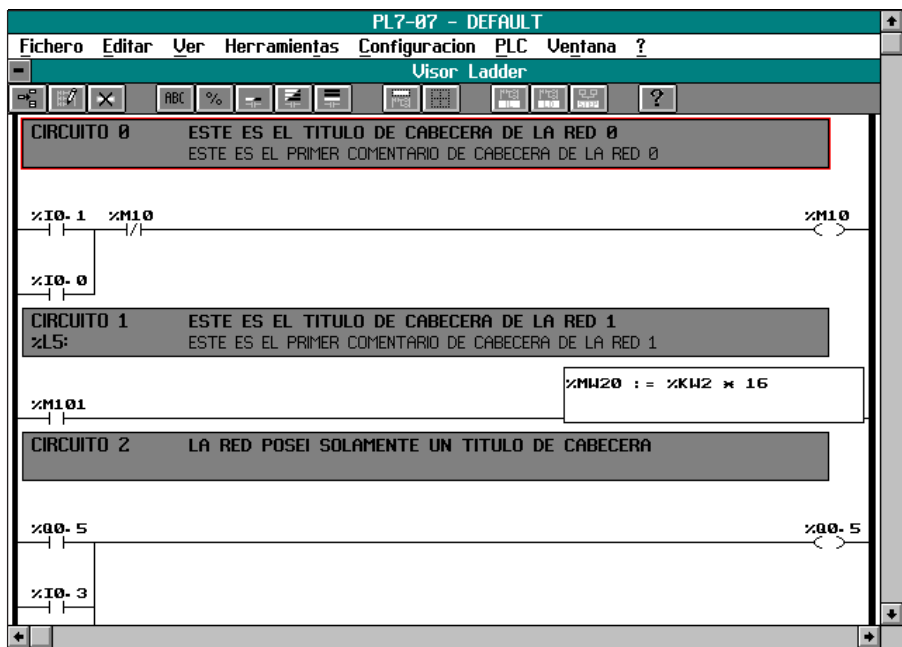 PL7-07 - DEFAULT
Fichero Editar Ver Herramientas Configuracion PLC Ventana ?
Visor Ladder
ABC % IL LD STEP ?
CIRCUITO 0 ESTE ES EL TITULO DE CABECERA DE LA RED 0
ESTE ES EL PRIMER COMENTARIO DE CABECERA DE LA RED 0
%I0.1 %M10 %M10
%I0.0
CIRCUITO 1 ESTE ES EL TITULO DE CABECERA DE LA RED 1
%L5: ESTE ES EL PRIMER COMENTARIO DE CABECERA DE LA RED 1
%MW20 := %KW2 * 16
%M101
CIRCUITO 2 LA RED POSEI SOLAMENTE UN TITULO DE CABECERA
%Q0.5 %Q0.5
%I0.3